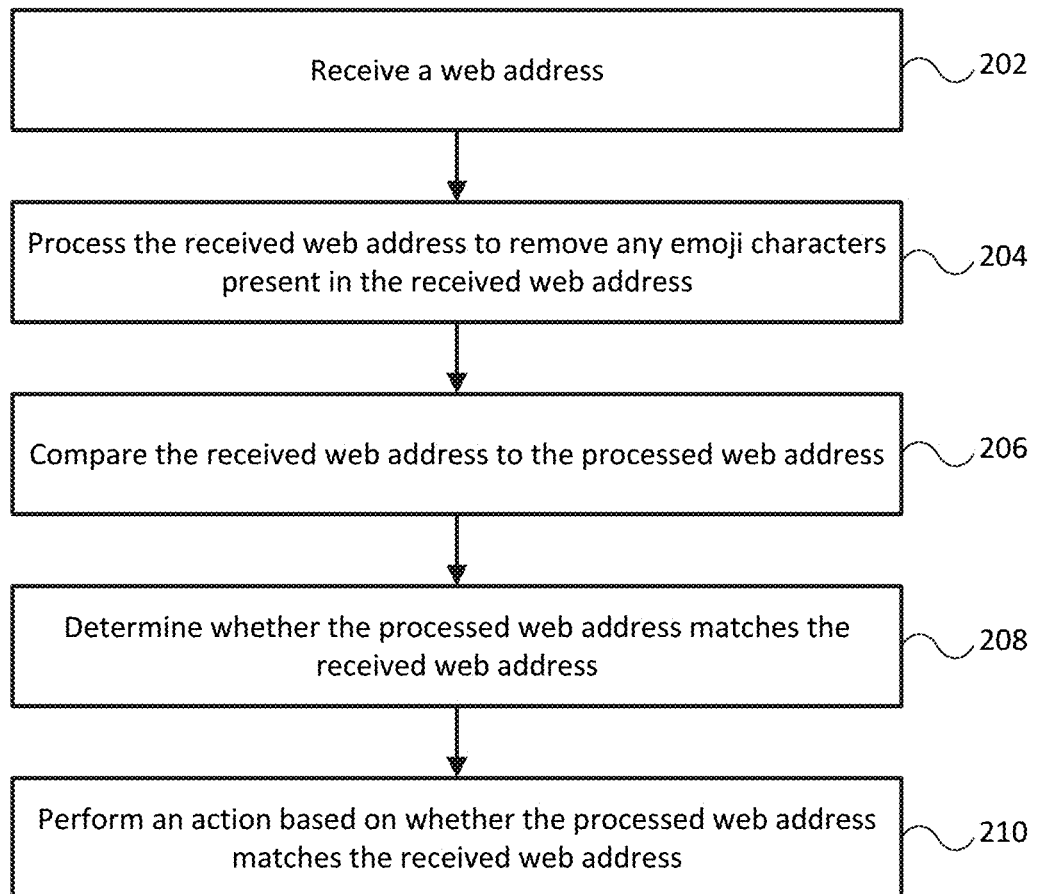 Receive a web address
202
Process the received web address to remove any emoji characters
present in the received web address
204
Compare the received web address to the processed web address
206
Determine whether the processed web address matches the
received web address
208
Perform an action based on whether the processed web address
matches the received web address
210